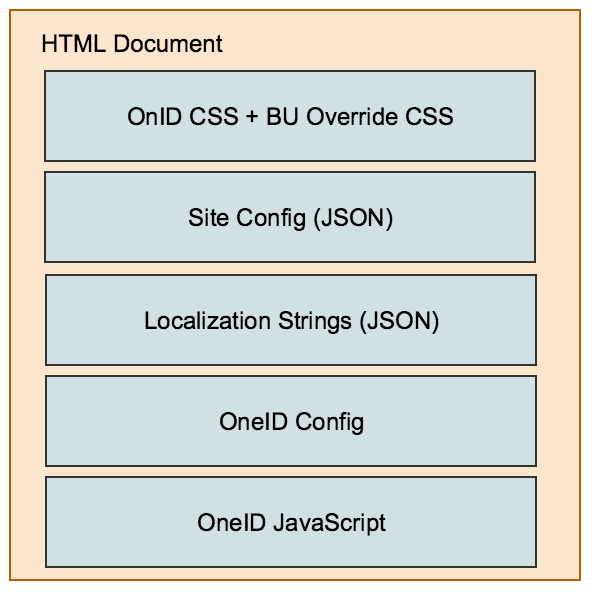 HTML Document
OnID CSS + BU Override CSS
Site Config (JSON)
Localization Strings (JSON)
OneID Config
OneID JavaScript